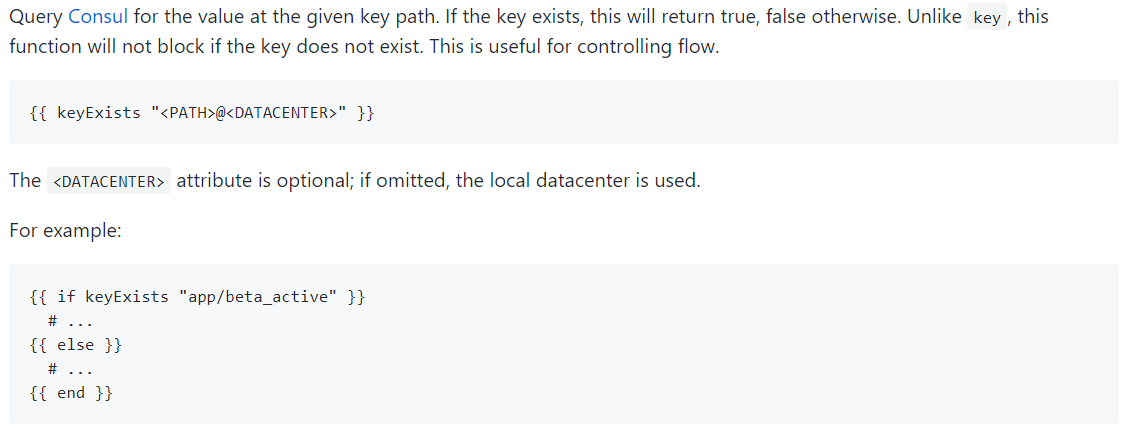 Query Consul for the value at the given key path. If the key exists, this will return true, false otherwise. Unlike key , this
function will not block if the key does not exist. This is useful for controlling flow.
{{ keyExists "<PATH>@<DATACENTER>" }}
The <DATACENTER> attribute is optional; if omitted, the local datacenter is used.
For example:
{{ if keyExists "app/beta_active" }}
  # ...
{{ else }}
  # ...
{{ end }}